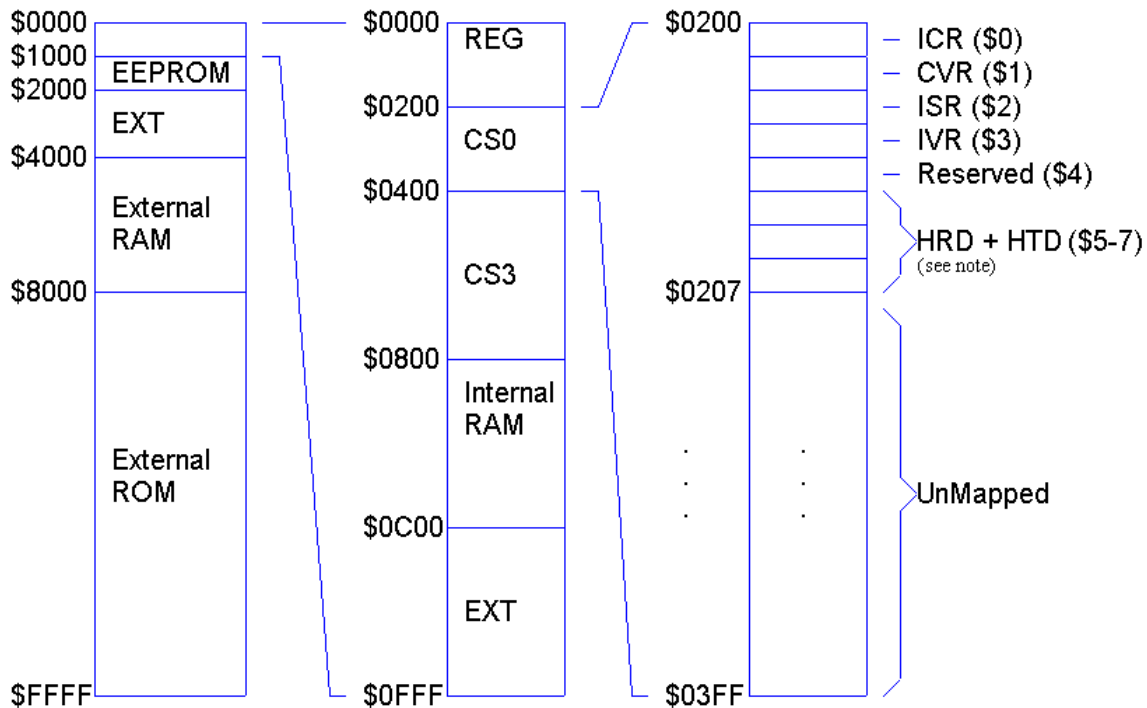 $0000
$1000
EEPROM
$2000
EXT
$4000
External
RAM
$8000
External
ROM
$FFFF
$0000
REG
$0200
CS0
$0400
CS3
$0800
Internal
RAM
$0C00
EXT
$0FFF
$0200
ICR ($0)
CVR ($1)
ISR ($2)
IVR ($3)
Reserved ($4)
HRD + HTD ($5-7)
(see note)
$0207
UnMapped
$03FF